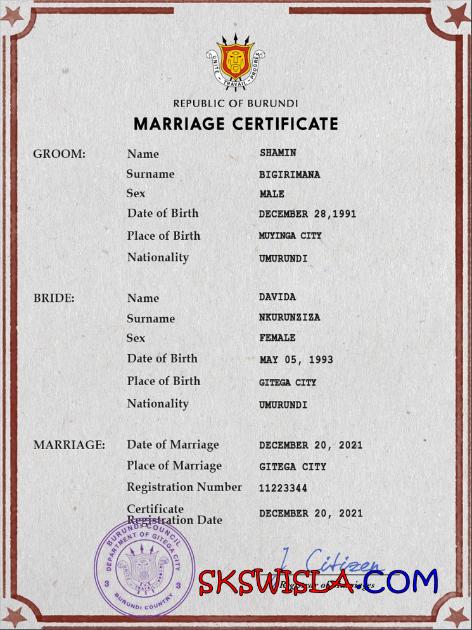 UNITÉ TRAVAIL PROGRÈS
REPUBLIC OF BURUNDI
MARRIAGE CERTIFICATE
GROOM:
Name SHAMIN
Surname BIGIRIMANA
Sex MALE
Date of Birth DECEMBER 28,1991
Place of Birth MUYINGA CITY
Nationality UMURUNDI
BRIDE:
Name DAVIDA
Surname NKURUNZIZA
Sex FEMALE
Date of Birth MAY 05, 1993
Place of Birth GITEGA CITY
Nationality UMURUNDI
MARRIAGE:
Date of Marriage DECEMBER 20, 2021
Place of Marriage GITEGA CITY
Registration Number 11223344
Certificate
Registration Date DECEMBER 20, 2021
BURUNDI COUNCIL
DEPARTMENT OF GITEGA CITY
3 3
BURUNDI COUNTRY
J Citizen
SKSWISLA.COM